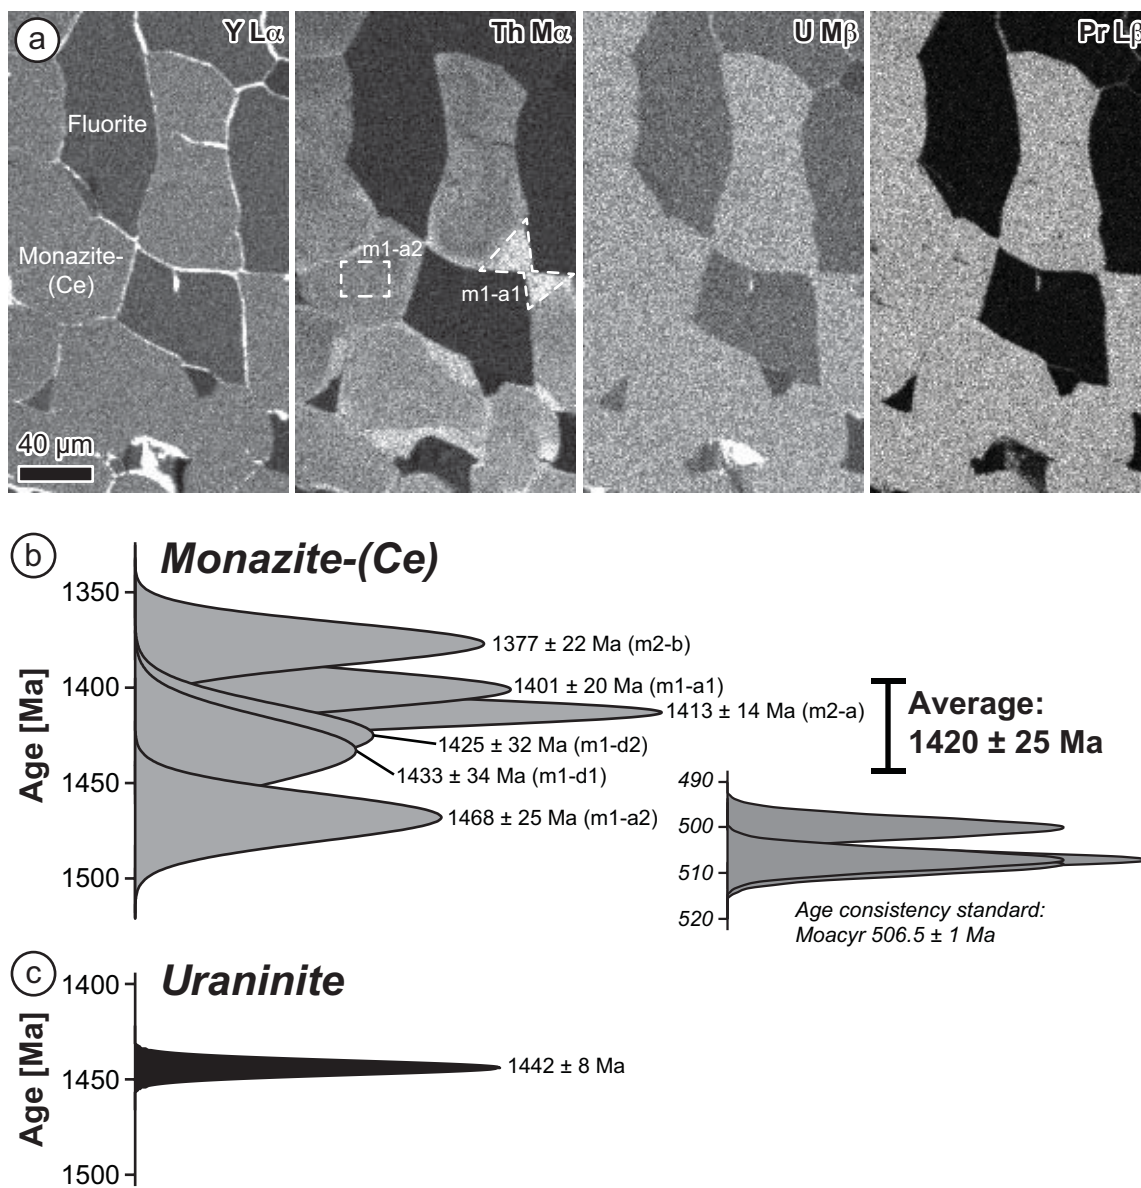 a
Y Lα
Th Mα
U Mβ
Pr Lβ
Fluorite
Monazite-
(Ce)
m1-a2
m1-a1
40 µm
b
Monazite-(Ce)
Age [Ma]
1350
1400
1450
1500
1377 ± 22 Ma (m2-b)
1401 ± 20 Ma (m1-a1)
1413 ± 14 Ma (m2-a)
1425 ± 32 Ma (m1-d2)
1433 ± 34 Ma (m1-d1)
1468 ± 25 Ma (m1-a2)
Average:
1420 ± 25 Ma
490
500
510
520
Age consistency standard:
Moacyr 506.5 ± 1 Ma
c
Uraninite
Age [Ma]
1400
1450
1500
1442 ± 8 Ma